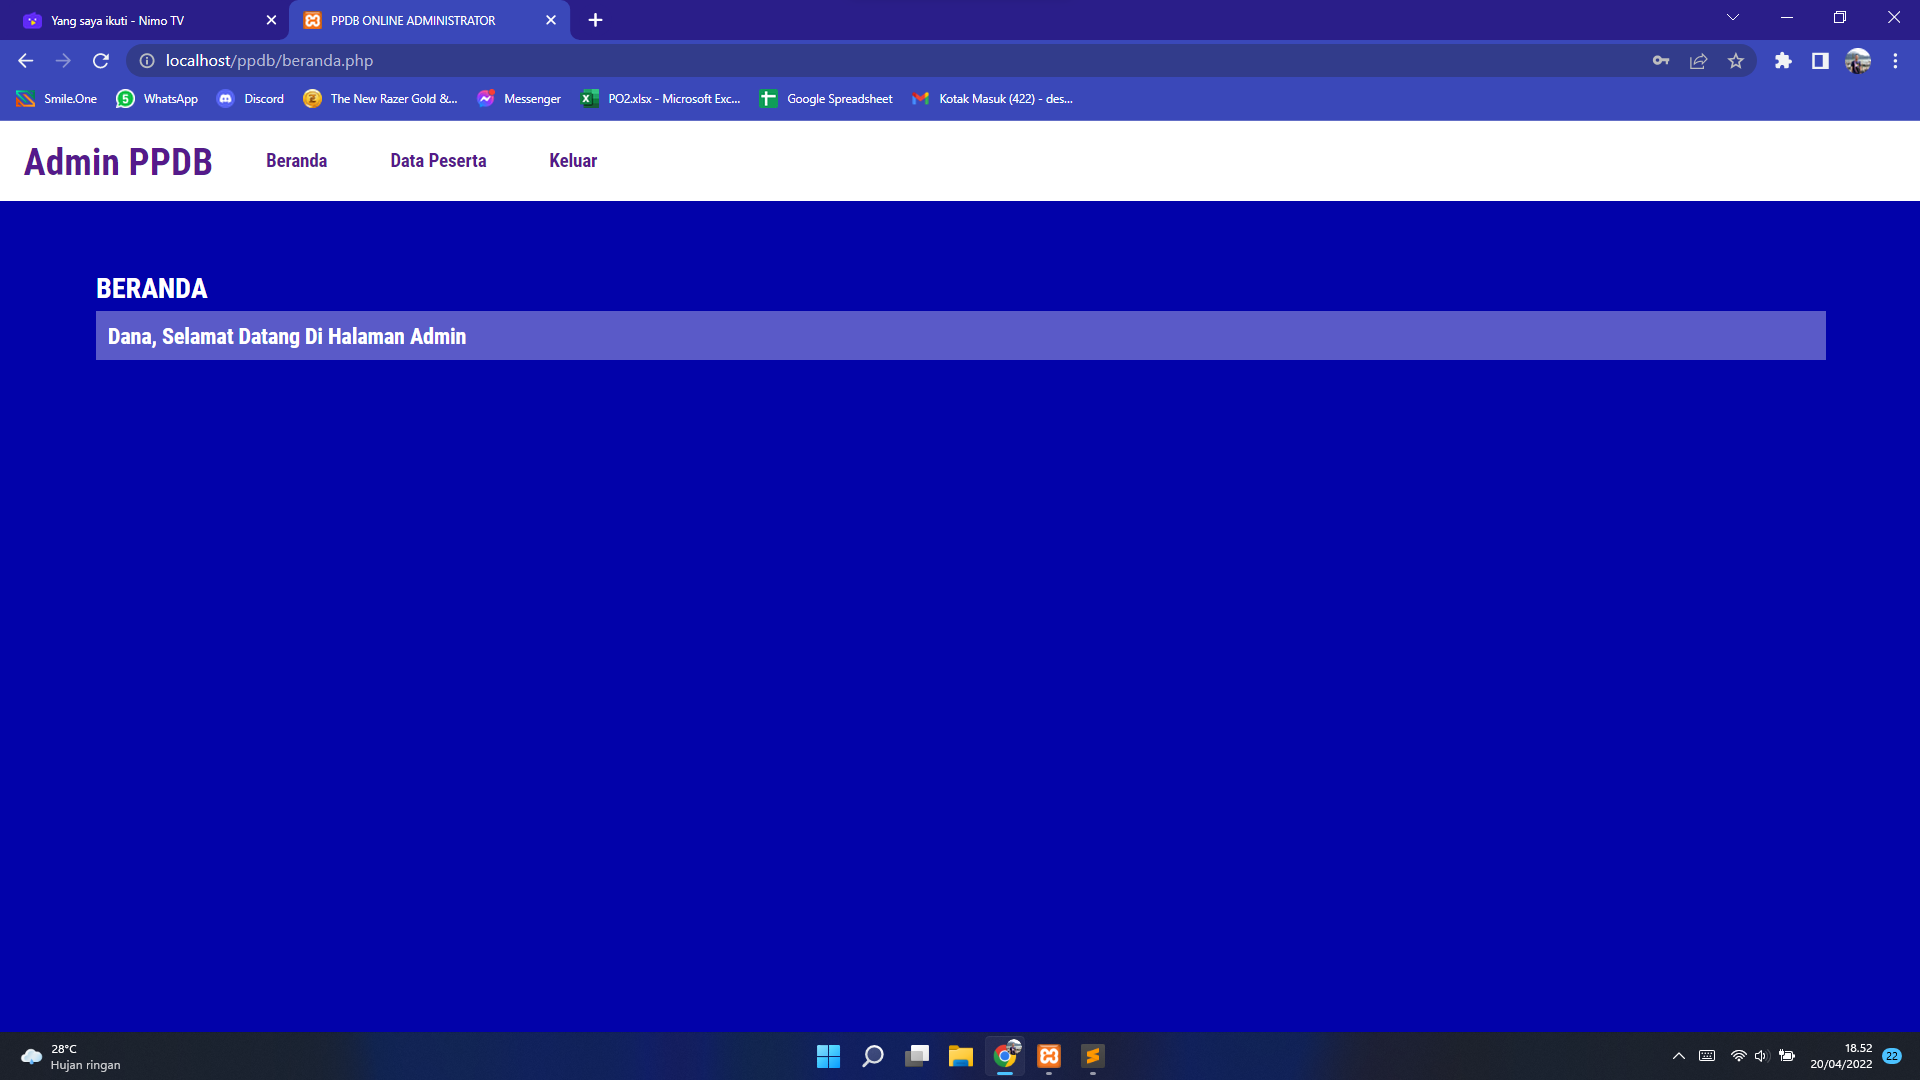 Yang saya ikuti - Nimo TV
PPDB ONLINE ADMINISTRATOR
localhost/ppdb/beranda.php
Smile.One
5
WhatsApp
Discord
The New Razer Gold &...
Messenger
PO2.xlsx - Microsoft Exc...
Google Spreadsheet
Kotak Masuk (422) - des...
Admin PPDB
Beranda
Data Peserta
Keluar
BERANDA
Dana, Selamat Datang Di Halaman Admin
28°C
Hujan ringan
18.52
20/04/2022
22